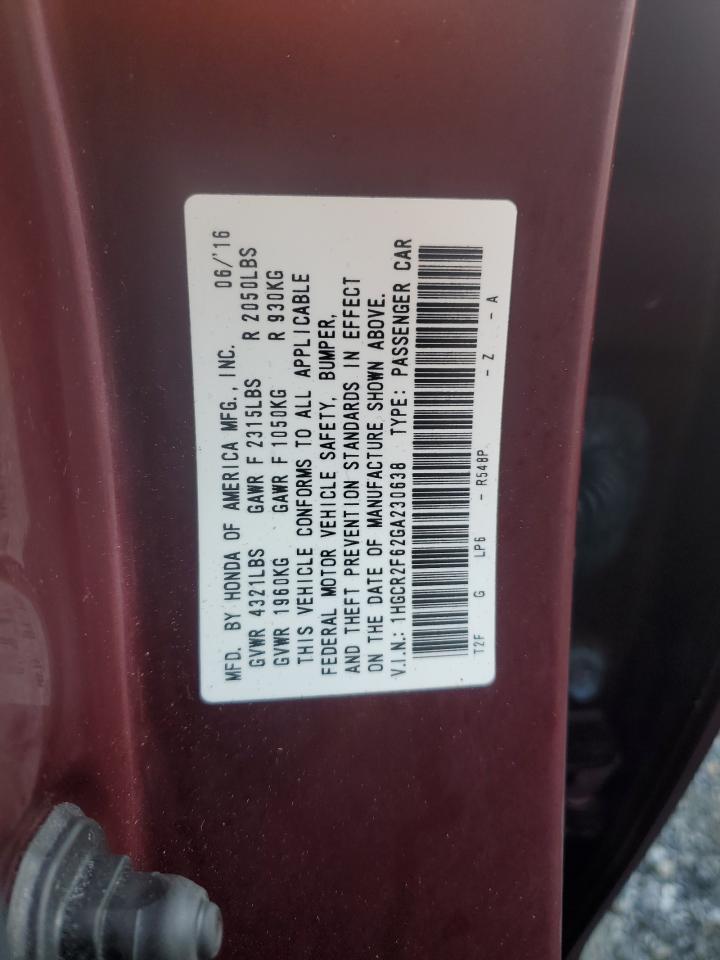 MFD. BY HONDA OF AMERICA MFG., INC. 06/'16
GVWR 4321LBS GAWR F 2315LBS R 2050LBS
GVWR 1960KG GAWR F 1050KG R 930KG
THIS VEHICLE CONFORMS TO ALL APPLICABLE
FEDERAL MOTOR VEHICLE SAFETY, BUMPER,
AND THEFT PREVENTION STANDARDS IN EFFECT
ON THE DATE OF MANUFACTURE SHOWN ABOVE.
V.I.N.: 1HGCR2F62GA230638 TYPE: PASSENGER CAR
T2F G LP6 - R548P - Z - A